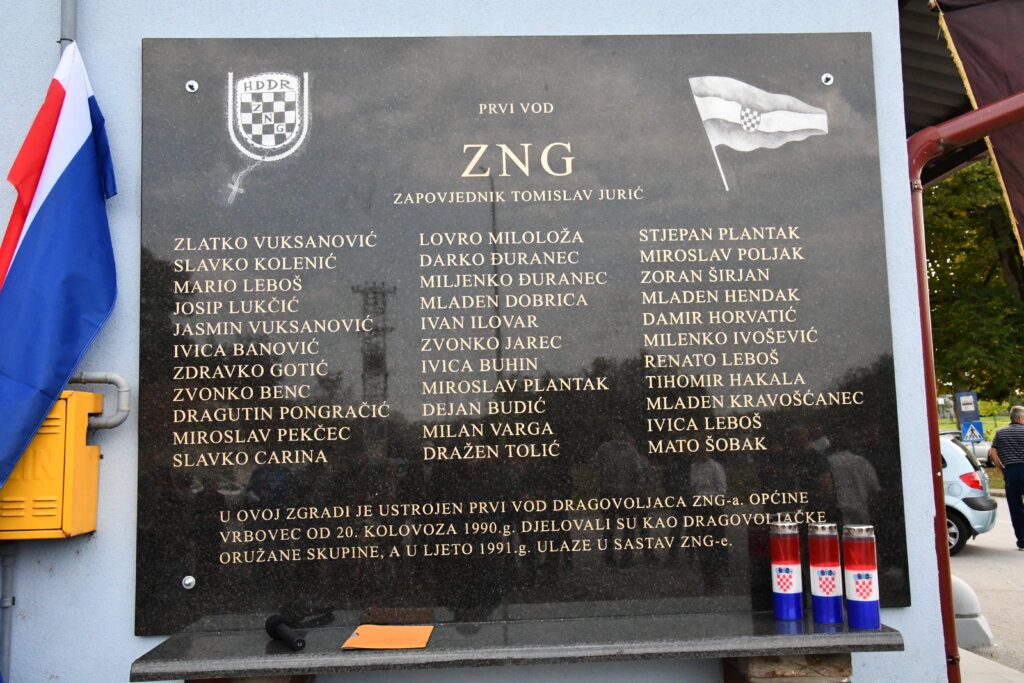 HDDR
ZNG
PRVI VOD
ZNG
ZAPOVJEDNIK TOMISLAV JURIĆ
ZLATKO VUKSANOVIĆ
SLAVKO KOLENIĆ
MARIO LEBOŠ
JOSIP LUKČIĆ
JASMIN VUKSANOVIĆ
IVICA BANOVIĆ
ZDRAVKO GOTIĆ
ZVONKO BENC
DRAGUTIN PONGRAČIĆ
MIROSLAV PEKČEC
SLAVKO CARINA
LOVRO MILOLOŽA
DARKO ĐURANEC
MILJENKO ĐURANEC
MLADEN DOBRICA
IVAN ILOVAR
ZVONKO JAREC
IVICA BUHIN
MIROSLAV PLANTAK
DEJAN BUDIĆ
MILAN VARGA
DRAŽEN TOLIĆ
STJEPAN PLANTAK
MIROSLAV POLJAK
ZORAN ŠIRJAN
MLADEN HENDAK
DAMIR HORVATIĆ
MILENKO IVOŠEVIĆ
RENATO LEBOŠ
TIHOMIR HAKALA
MLADEN KRAVOŠĆANEC
IVICA LEBOŠ
MATO ŠOBAK
U OVOJ ZGRADI JE USTROJEN PRVI VOD DRAGOVOLJACA ZNG-a. OPĆINE
VRBOVEC OD 20. KOLOVOZA 1990.g. DJELOVALI SU KAO DRAGOVOLJAČKE
ORUŽANE SKUPINE, A U LJETO 1991.g. ULAZE U SASTAV ZNG-e.